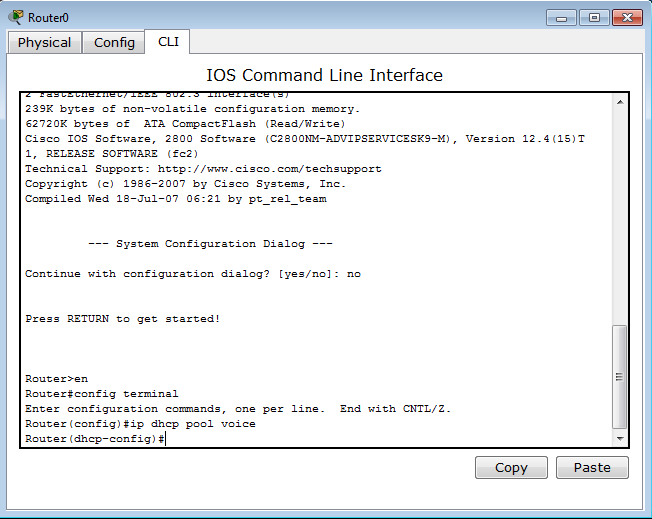 Router0
Physical Config CLI
IOS Command Line Interface
2 FastEthernet/IEEE 802.3 interface(s)
239K bytes of non-volatile configuration memory.
62720K bytes of  ATA CompactFlash (Read/Write)
Cisco IOS Software, 2800 Software (C2800NM-ADVIPSERVICESK9-M), Version 12.4(15)T
1, RELEASE SOFTWARE (fc2)
Technical Support: http://www.cisco.com/techsupport
Copyright (c) 1986-2007 by Cisco Systems, Inc.
Compiled Wed 18-Jul-07 06:21 by pt_rel_team
--- System Configuration Dialog ---
Continue with configuration dialog? [yes/no]: no
Press RETURN to get started!
Router>en
Router#config terminal
Enter configuration commands, one per line.  End with CNTL/Z.
Router(config)#ip dhcp pool voice
Router(dhcp-config)#
Copy Paste